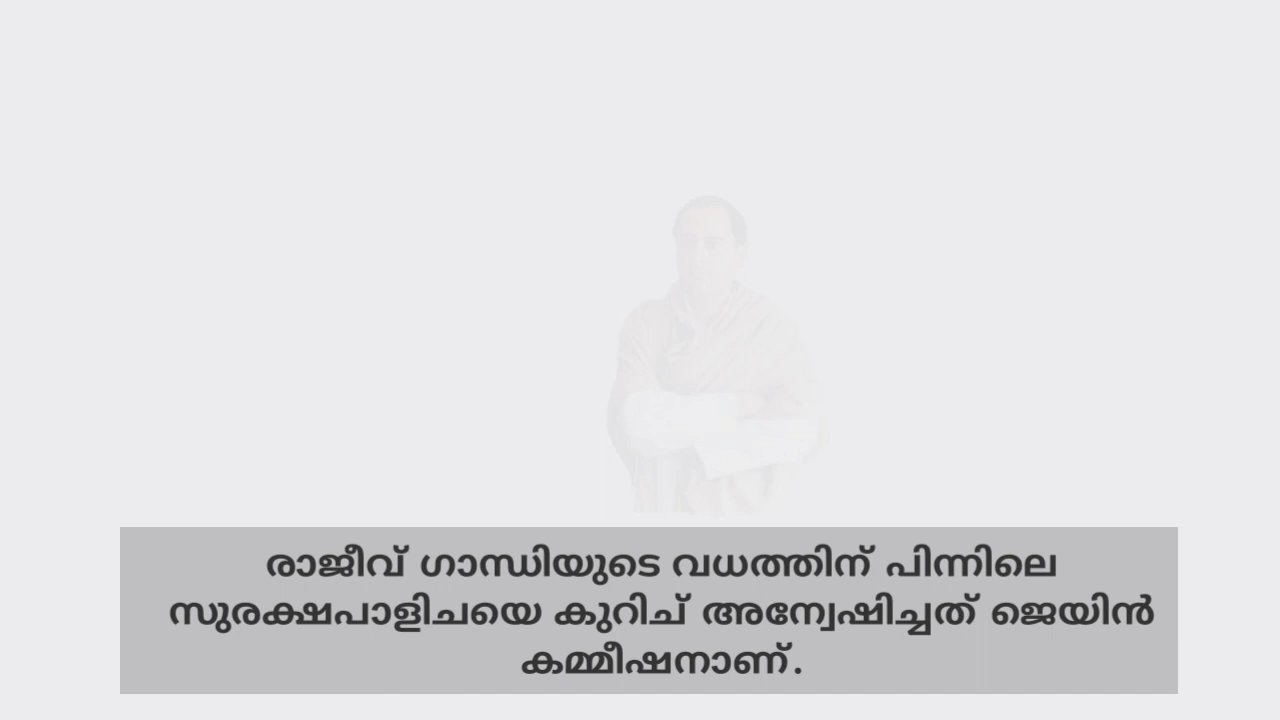 രാജീവ് ഗാന്ധിയുടെ വധത്തിന് പിന്നിലെ
സുരക്ഷപാളിചയെ കുറിച് അന്വേഷിച്ചത് ജെയിൻ
കമ്മീഷനാണ്.